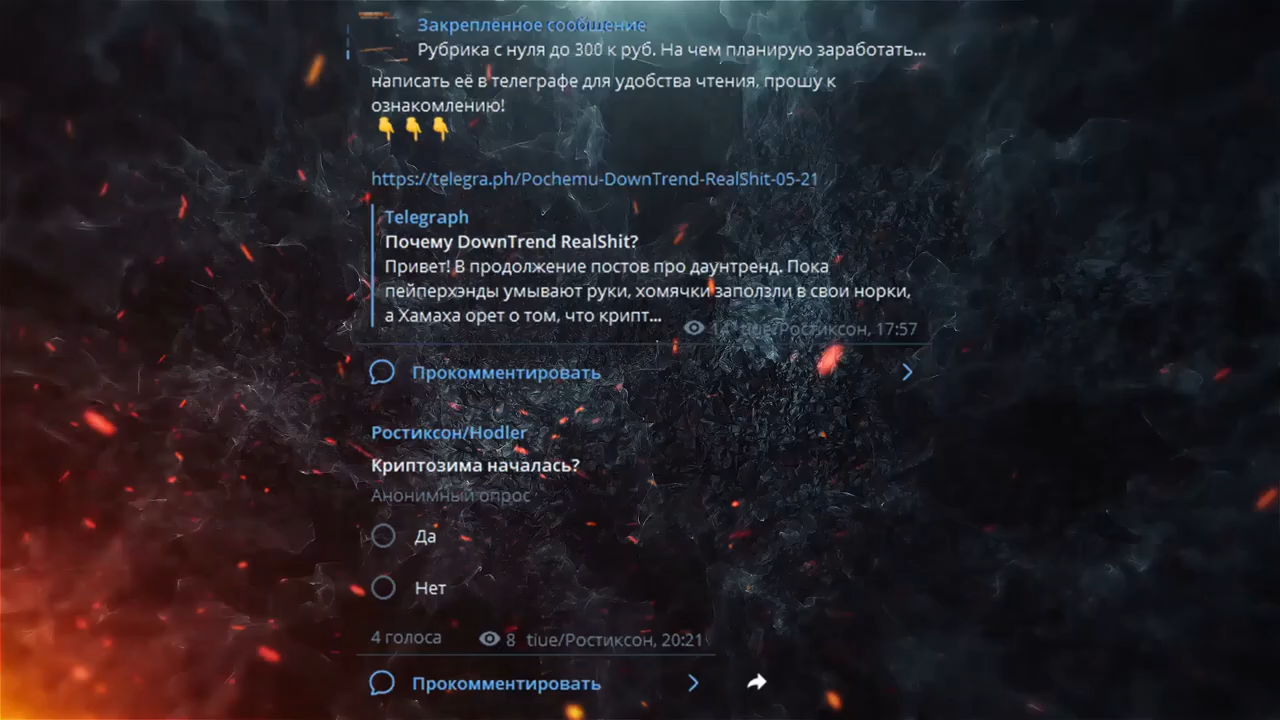 Закреплённое сообщение
Рубрика с нуля до 300 к руб. На чем планирую заработать...
написать её в телеграфе для удобства чтения, прошу к
ознакомлению!
👇👇👇
https://telegra.ph/Pochemu-DownTrend-RealShit-05-21
Telegraph
Почему DownTrend RealShit?
Привет! В продолжение постов про даунтренд. Пока
пейперхэнды умывают руки, хомячки заползли в свои норки,
а Хамаха орет о том, что крипт...
tiue/Ростиксон, 17:57
Прокомментировать
Ростиксон/Hodler
Криптозима началась?
Анонимный опрос
Да
Нет
4 голоса 8 tiue/Ростиксон, 20:21
Прокомментировать